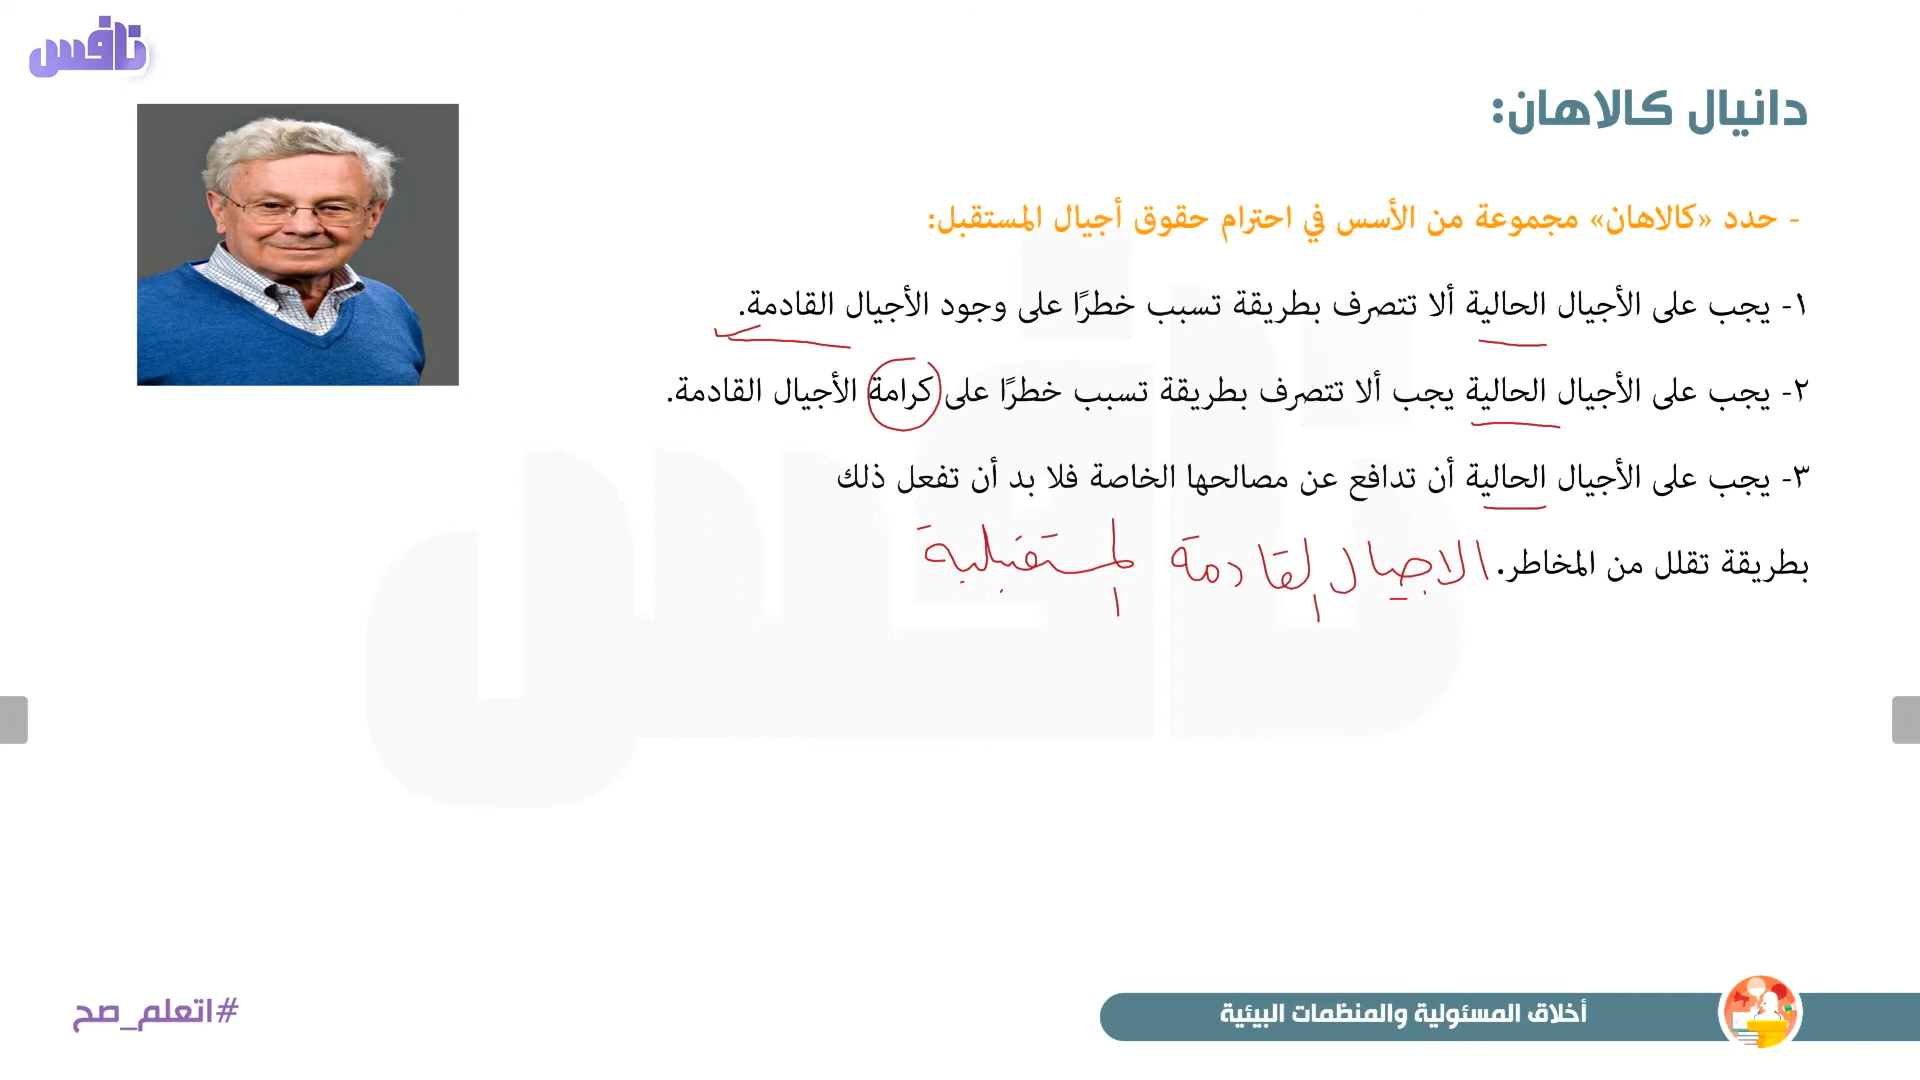 نافس
دانيال كالاهان:
- حدد «كالاهان» مجموعة من الأسس في احترام حقوق أجيال المستقبل:
١- يجب على الأجيال الحالية ألا تتصرف بطريقة تسبب خطرًا على وجود الأجيال القادمة.
٢- يجب على الأجيال الحالية يجب ألا تتصرف بطريقة تسبب خطرًا على كرامة الأجيال القادمة.
٣- يجب على الأجيال الحالية أن تدافع عن مصالحها الخاصة فلا بد أن تفعل ذلك
بطريقة تقلل من المخاطر. الاجيال القادمة المستقبلية
أخلاق المسئولية والمنظمات البيئية
#اتعلم_صح